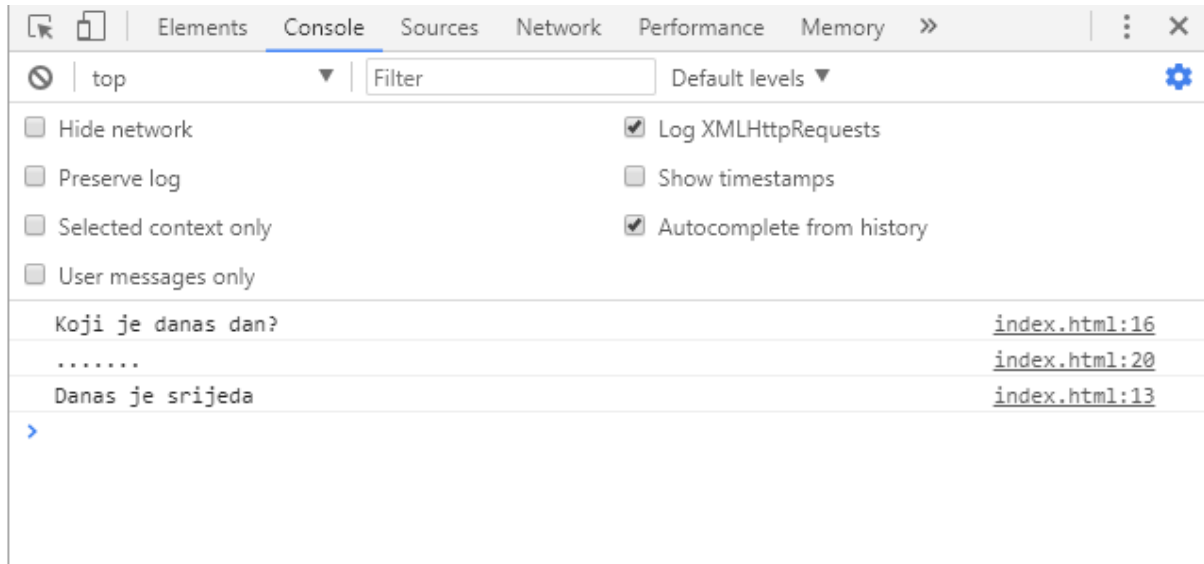 Elements Console Sources Network Performance Memory »
top ▼ Filter Default levels ▼
Hide network Log XMLHttpRequests
Preserve log Show timestamps
Selected context only Autocomplete from history
User messages only
Koji je danas dan? index.html:16
....... index.html:20
Danas je srijeda index.html:13
>